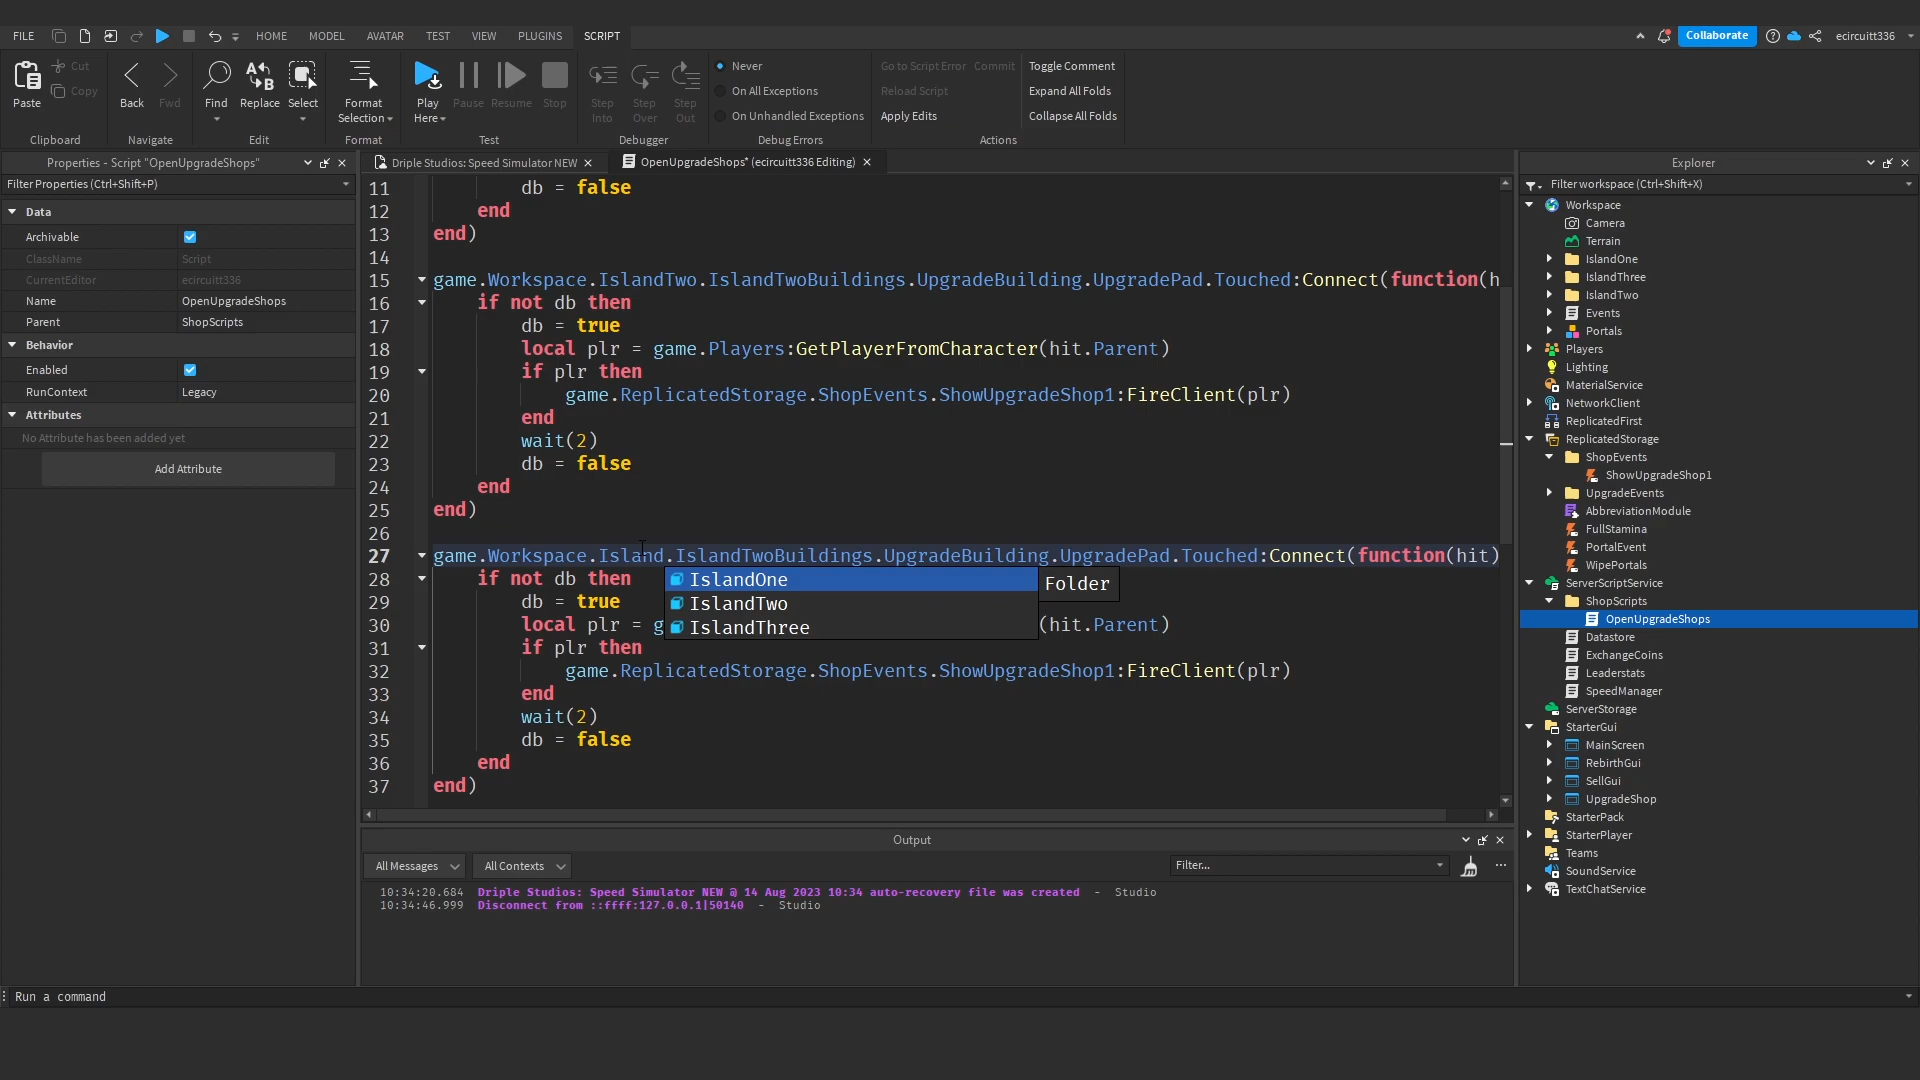 FILE HOME MODEL AVATAR TEST VIEW PLUGINS SCRIPT Collaborate ecircuitt336
Paste Cut Copy Back Fwd Find Replace Select Format Selection Play Here Pause Resume Stop Step Into Step Over Step Out
Never Go to Script Error Commit Toggle Comment
On All Exceptions Reload Script Expand All Folds
On Unhandled Exceptions Apply Edits Collapse All Folds
Clipboard Navigate Edit Format Test Debugger Debug Errors Actions
Properties - Script "OpenUpgradeShops"
Filter Properties (Ctrl+Shift+P)
Data
Archivable
ClassName Script
CurrentEditor ecircuitt336
Name OpenUpgradeShops
Parent ShopScripts
Behavior
Enabled
RunContext Legacy
Attributes
No Attribute has been added yet
Add Attribute
Driple Studios: Speed Simulator NEW OpenUpgradeShops* (ecircuitt336 Editing)
11 db = false
12 end
13 end)
14
15 game.Workspace.IslandTwo.IslandTwoBuildings.UpgradeBuilding.UpgradePad.Touched:Connect(function(h
16 if not db then
17 db = true
18 local plr = game.Players:GetPlayerFromCharacter(hit.Parent)
19 if plr then
20 game.ReplicatedStorage.ShopEvents.ShowUpgradeShop1:FireClient(plr)
21 end
22 wait(2)
23 db = false
24 end
25 end)
26
27 game.Workspace.Island.IslandTwoBuildings.UpgradeBuilding.UpgradePad.Touched:Connect(function(hit)
28 if not db then
29 db = true
30 local plr = g (hit.Parent)
31 if plr then
32 game.ReplicatedStorage.ShopEvents.ShowUpgradeShop1:FireClient(plr)
33 end
34 wait(2)
35 db = false
36 end
37 end)
IslandOne Folder
IslandTwo
IslandThree
Output
All Messages All Contexts Filter...
10:34:20.684 Driple Studios: Speed Simulator NEW @ 14 Aug 2023 10:34 auto-recovery file was created - Studio
10:34:46.999 Disconnect from ::ffff:127.0.0.1|50140 - Studio
Explorer
Filter workspace (Ctrl+Shift+X)
Workspace
Camera
Terrain
IslandOne
IslandThree
IslandTwo
Events
Portals
Players
Lighting
MaterialService
NetworkClient
ReplicatedFirst
ReplicatedStorage
ShopEvents
ShowUpgradeShop1
UpgradeEvents
AbbreviationModule
FullStamina
PortalEvent
WipePortals
ServerScriptService
ShopScripts
OpenUpgradeShops
Datastore
ExchangeCoins
Leaderstats
SpeedManager
ServerStorage
StarterGui
MainScreen
RebirthGui
SellGui
UpgradeShop
StarterPack
StarterPlayer
Teams
SoundService
TextChatService
Run a command